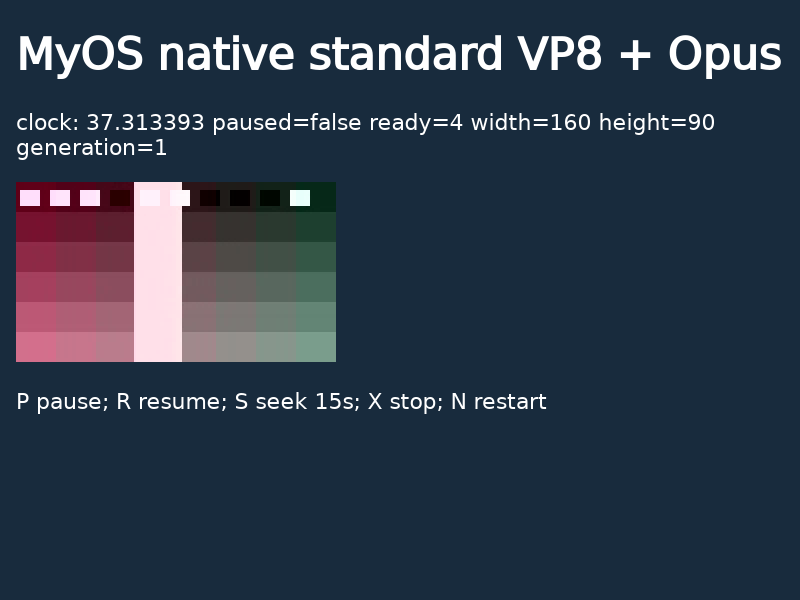 MyOS native standard VP8 + Opus
clock: 37.313393 paused=false ready=4 width=160 height=90
generation=1
P pause; R resume; S seek 15s; X stop; N restart